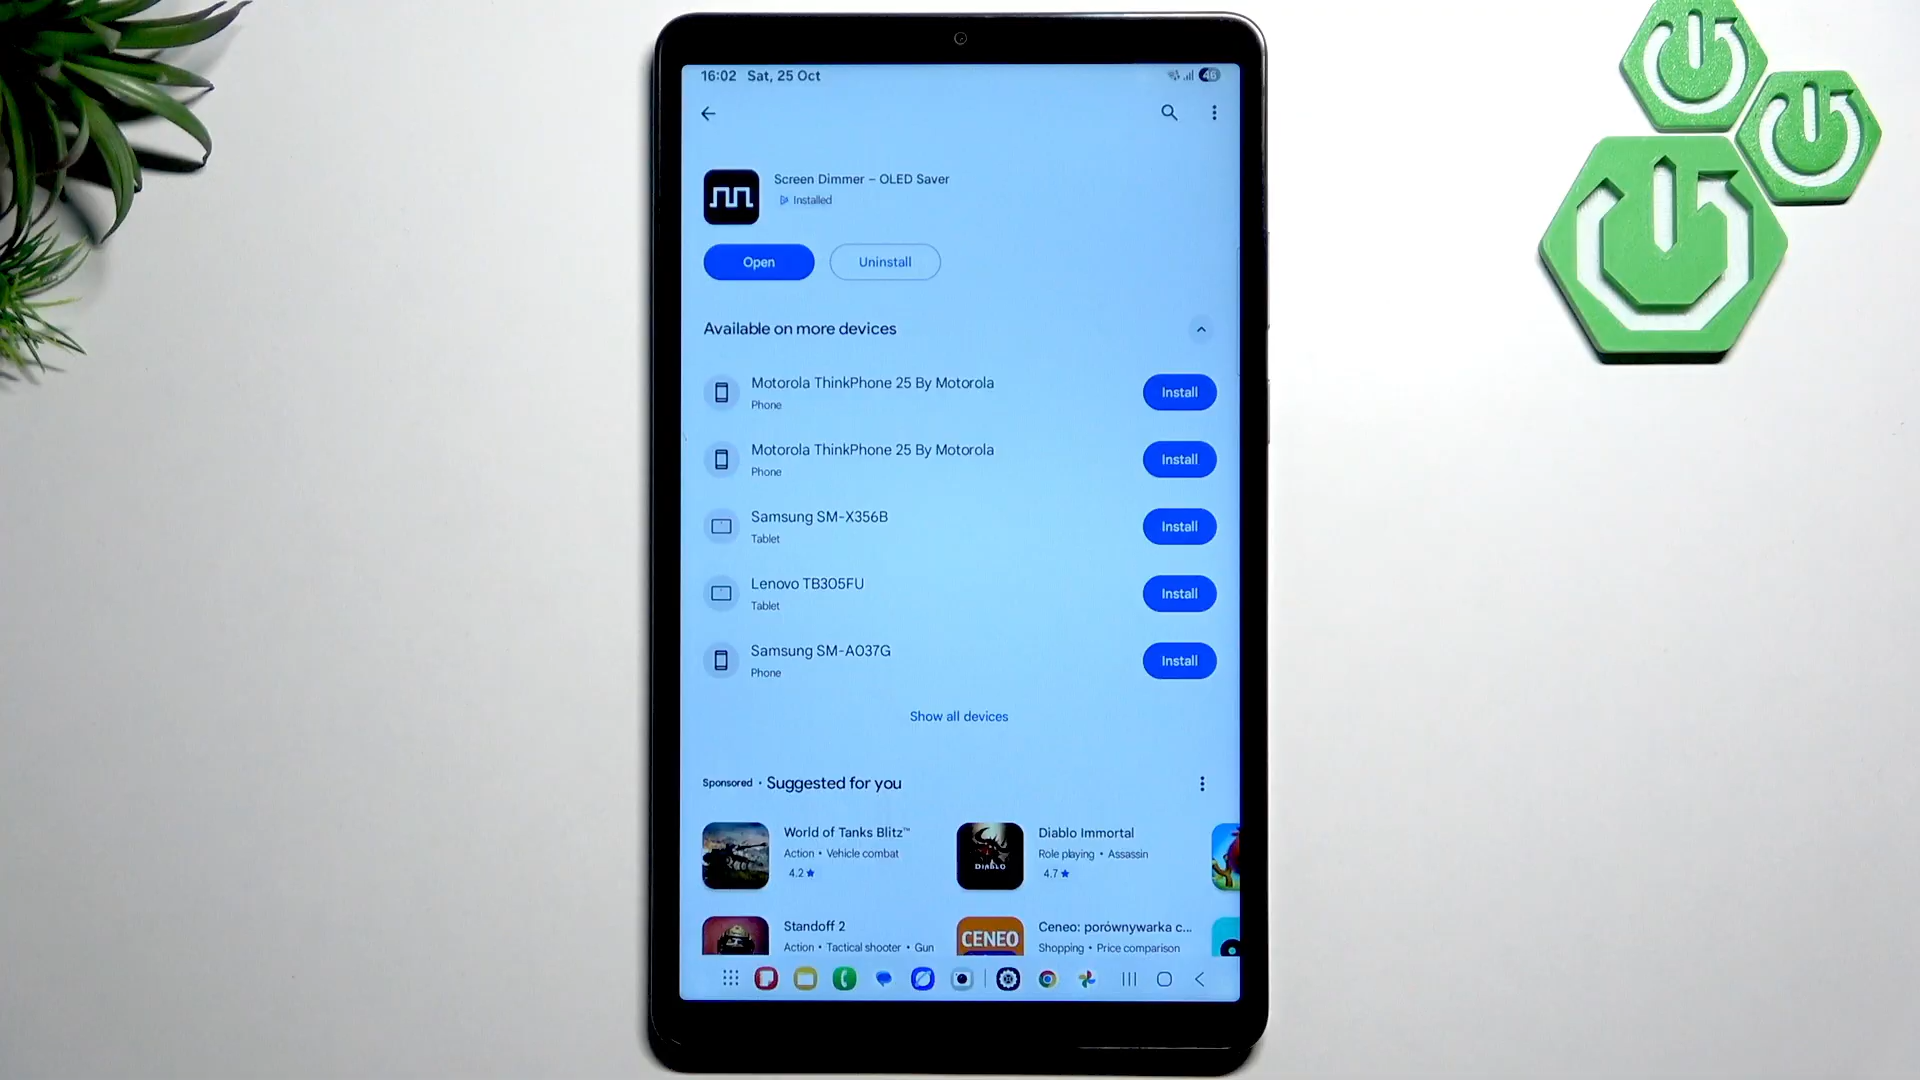 16:02 Sat, 25 Oct
46
Screen Dimmer – OLED Saver
Installed
Open
Uninstall
Available on more devices
Motorola ThinkPhone 25 By Motorola
Phone
Install
Motorola ThinkPhone 25 By Motorola
Phone
Install
Samsung SM-X356B
Tablet
Install
Lenovo TB305FU
Tablet
Install
Samsung SM-A037G
Phone
Install
Show all devices
Sponsored • Suggested for you
World of Tanks Blitz™
Action • Vehicle combat
4.2 ★
DIABLO
Diablo Immortal
Role playing • Assassin
4.7 ★
Standoff 2
Action • Tactical shooter • Gun
CENEO
Ceneo: porównywarka c...
Shopping • Price comparison